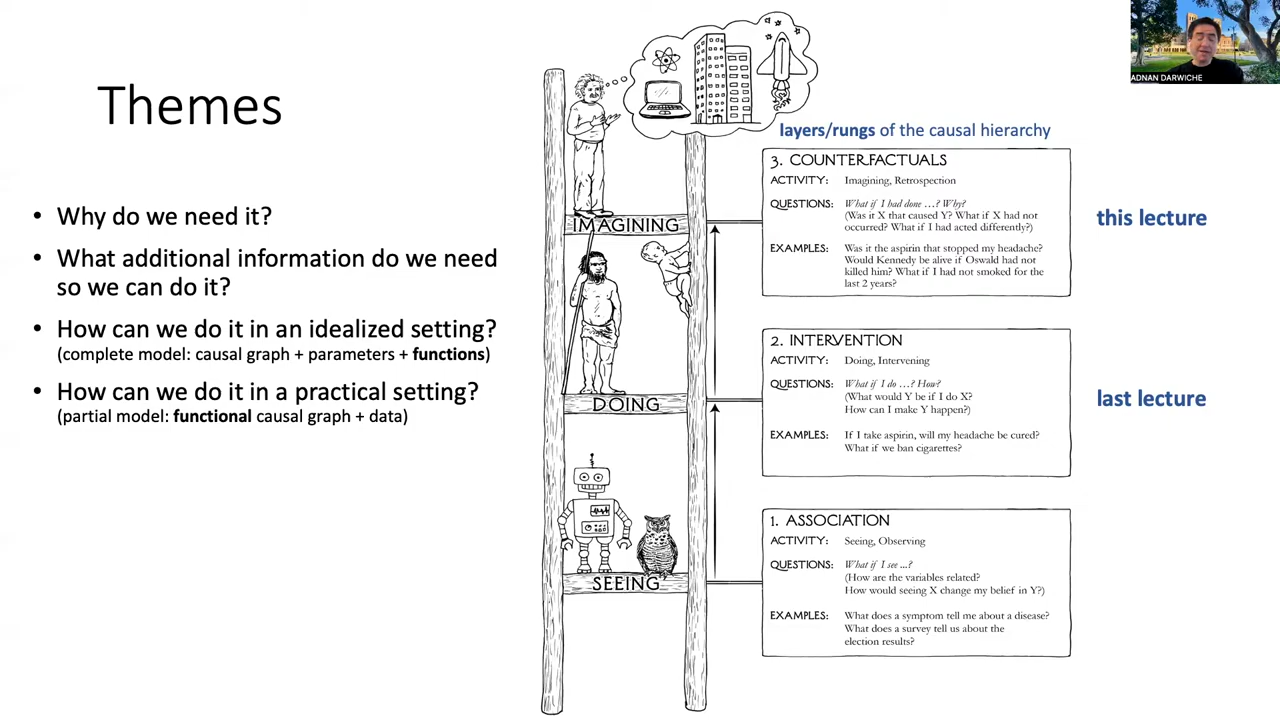 Themes
• Why do we need it?
• What additional information do we need
so we can do it?
• How can we do it in an idealized setting?
(complete model: causal graph + parameters + functions)
• How can we do it in a practical setting?
(partial model: functional causal graph + data)
IMAGINING
DOING
SEEING
layers/rungs of the causal hierarchy
3. COUNTERFACTUALS
ACTIVITY: Imagining, Retrospection
QUESTIONS: What if I had done ...? Why?
(Was it X that caused Y? What if X had not
occurred? What if I had acted differently?)
EXAMPLES: Was it the aspirin that stopped my headache?
Would Kennedy be alive if Oswald had not
killed him? What if I had not smoked for the
last 2 years?
this lecture
2. INTERVENTION
ACTIVITY: Doing, Intervening
QUESTIONS: What if I do ...? How?
(What would Y be if I do X?
How can I make Y happen?)
EXAMPLES: If I take aspirin, will my headache be cured?
What if we ban cigarettes?
last lecture
1. ASSOCIATION
ACTIVITY: Seeing, Observing
QUESTIONS: What if I see ...?
(How are the variables related?
How would seeing X change my belief in Y?)
EXAMPLES: What does a symptom tell me about a disease?
What does a survey tell us about the
election results?
ADNAN DARWICHE